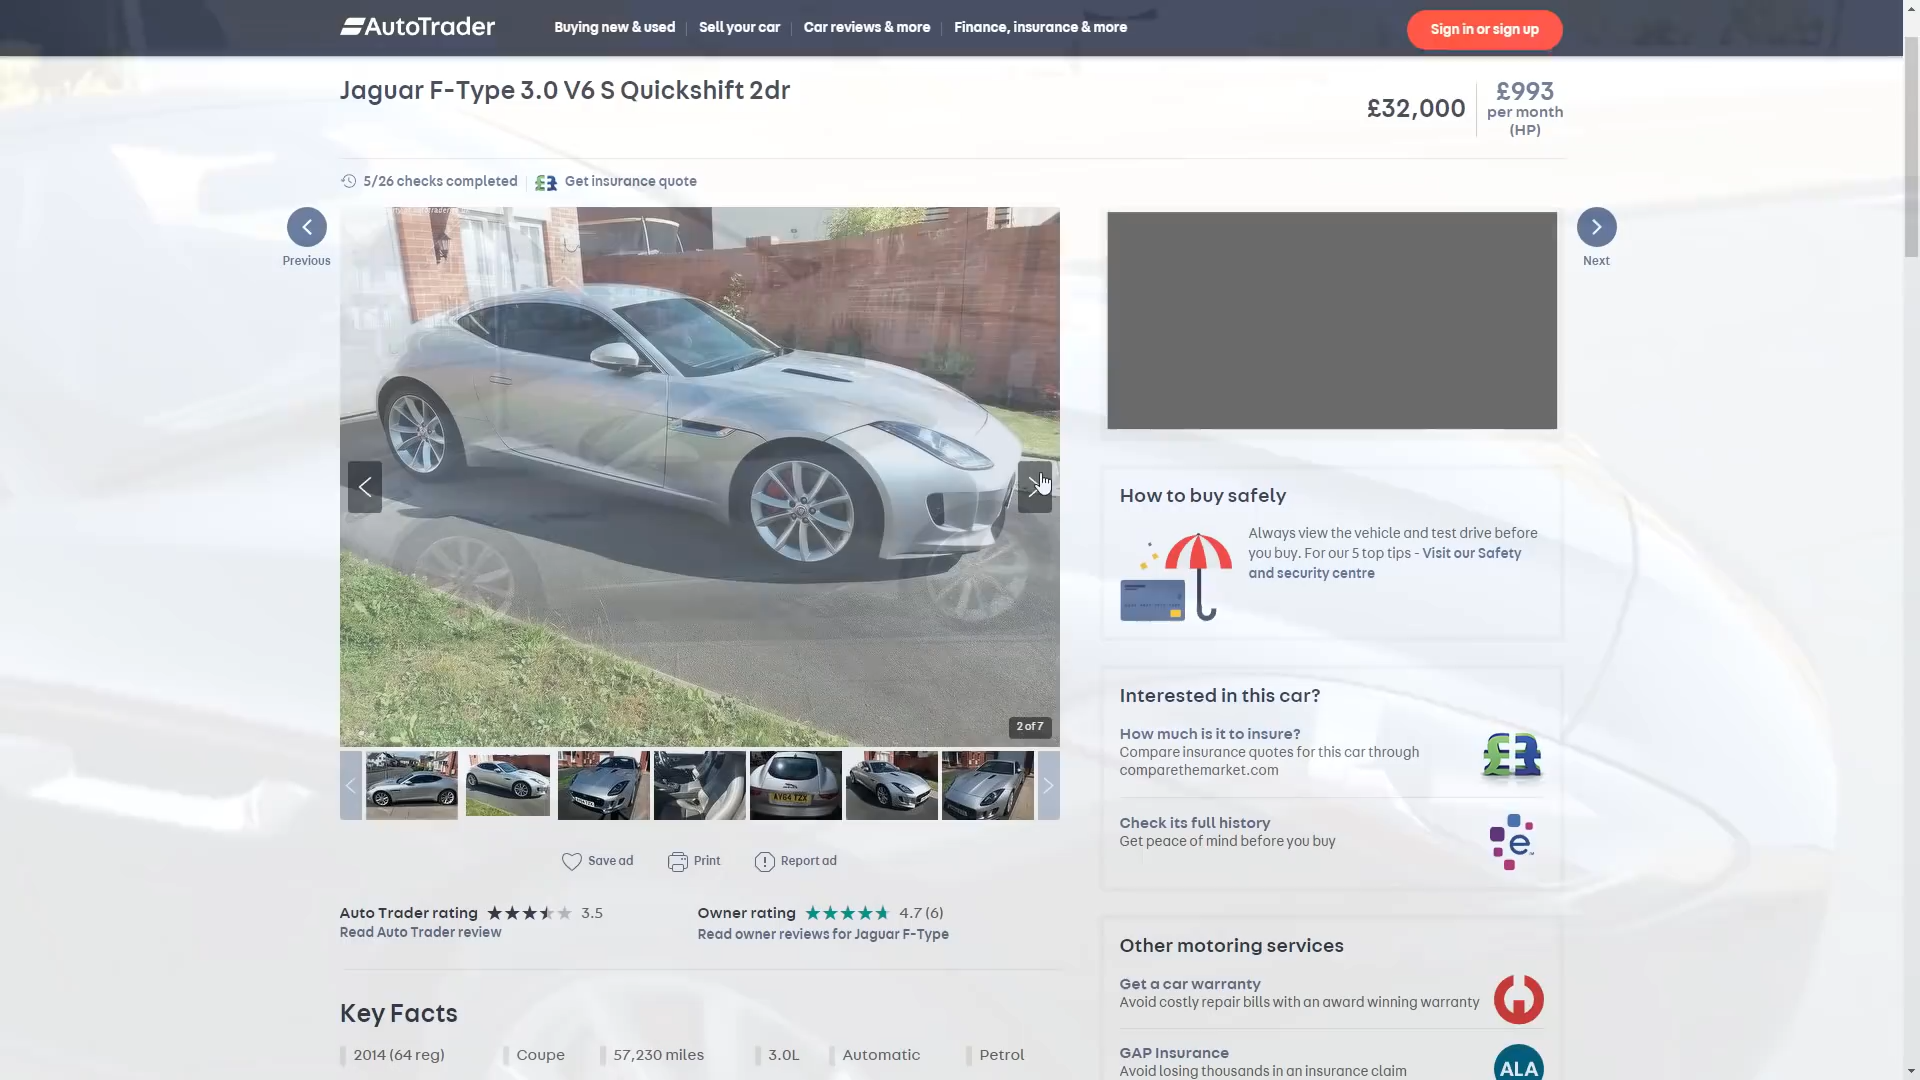 AutoTrader
Buying new & used
Sell your car
Car reviews & more
Finance, insurance & more
Sign in or sign up
Jaguar F-Type 3.0 V6 S Quickshift 2dr
£32,000
£993
per month
(HP)
5/26 checks completed
Get insurance quote
Previous
Next
2 of 7
AY64 TZX
Save ad
Print
Report ad
Auto Trader rating 3.5
Read Auto Trader review
Owner rating 4.7 (6)
Read owner reviews for Jaguar F-Type
Key Facts
2014 (64 reg)
Coupe
57,230 miles
3.0L
Automatic
Petrol
How to buy safely
Always view the vehicle and test drive before
you buy. For our 5 top tips - Visit our Safety
and security centre
Interested in this car?
How much is it to insure?
Compare insurance quotes for this car through
comparethemarket.com
Check its full history
Get peace of mind before you buy
Other motoring services
Get a car warranty
Avoid costly repair bills with an award winning warranty
GAP Insurance
Avoid losing thousands in an insurance claim
ALA